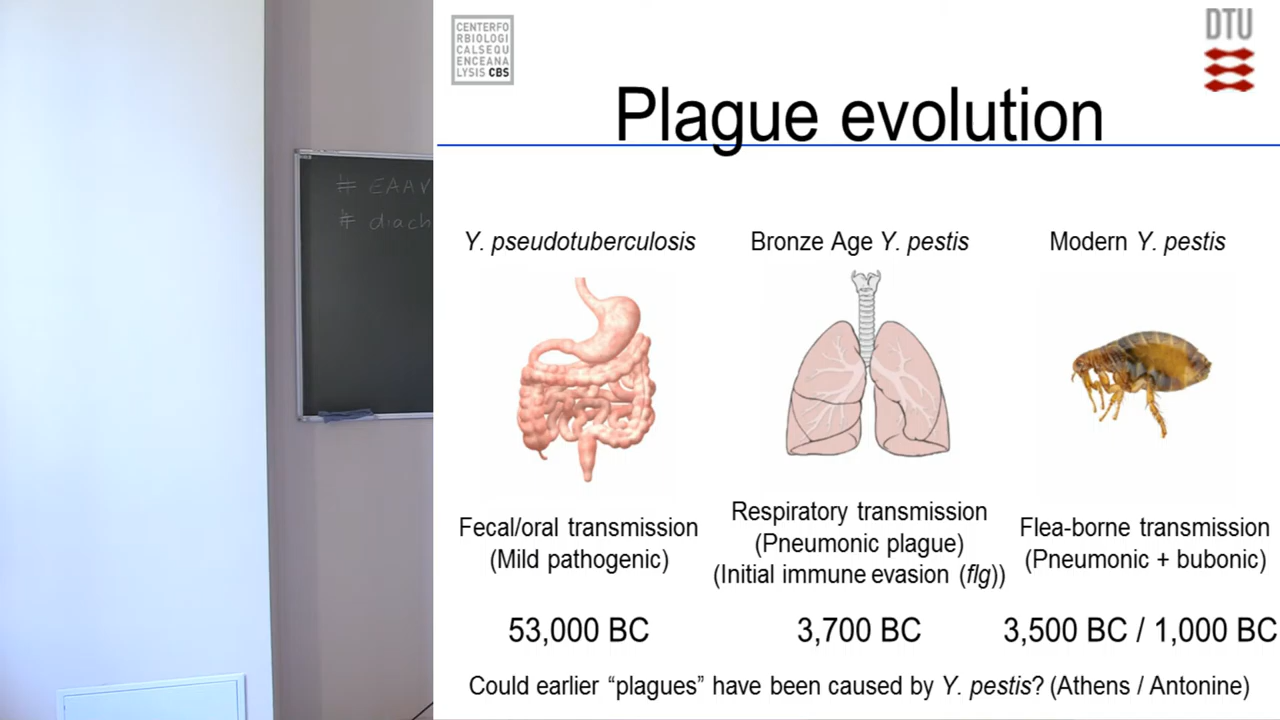 CENTERFO
RBIOLOGI
CALSEQU
ENCEANA
LYSIS CBS
DTU
Plague evolution
# EAAV
# diach
Y. pseudotuberculosis
Bronze Age Y. pestis
Modern Y. pestis
Fecal/oral transmission
(Mild pathogenic)
Respiratory transmission
(Pneumonic plague)
(Initial immune evasion (flg))
Flea-borne transmission
(Pneumonic + bubonic)
53,000 BC
3,700 BC
3,500 BC / 1,000 BC
Could earlier “plagues” have been caused by Y. pestis? (Athens / Antonine)